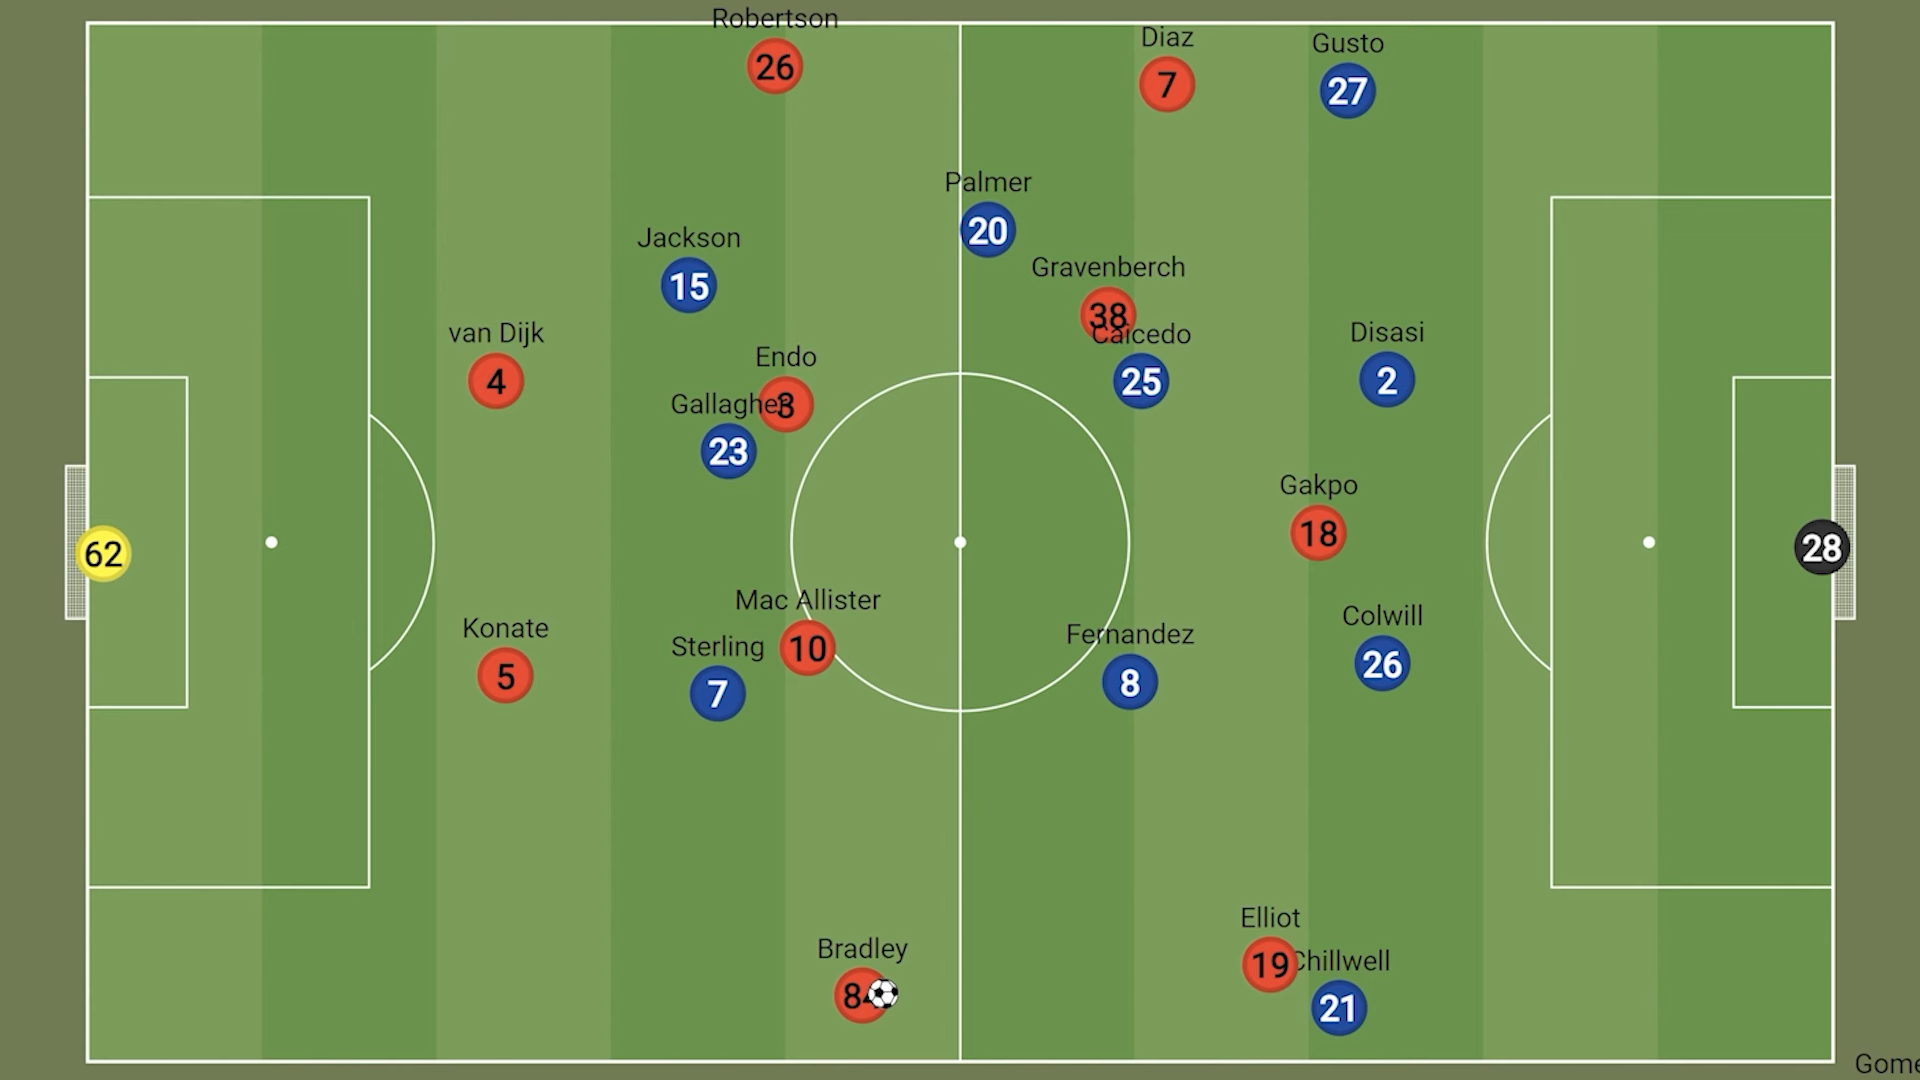 Robertson
26
Diaz
7
Gusto
27
Palmer
20
Jackson
15
Gravenberch
38
van Dijk
4
Endo
3
Caicedo
25
Disasi
2
Gallagher
23
Gakpo
18
62
28
Mac Allister
10
Konate
5
Sterling
7
Fernandez
8
Colwill
26
Elliot
19
Chillwell
21
Bradley
84
Gome